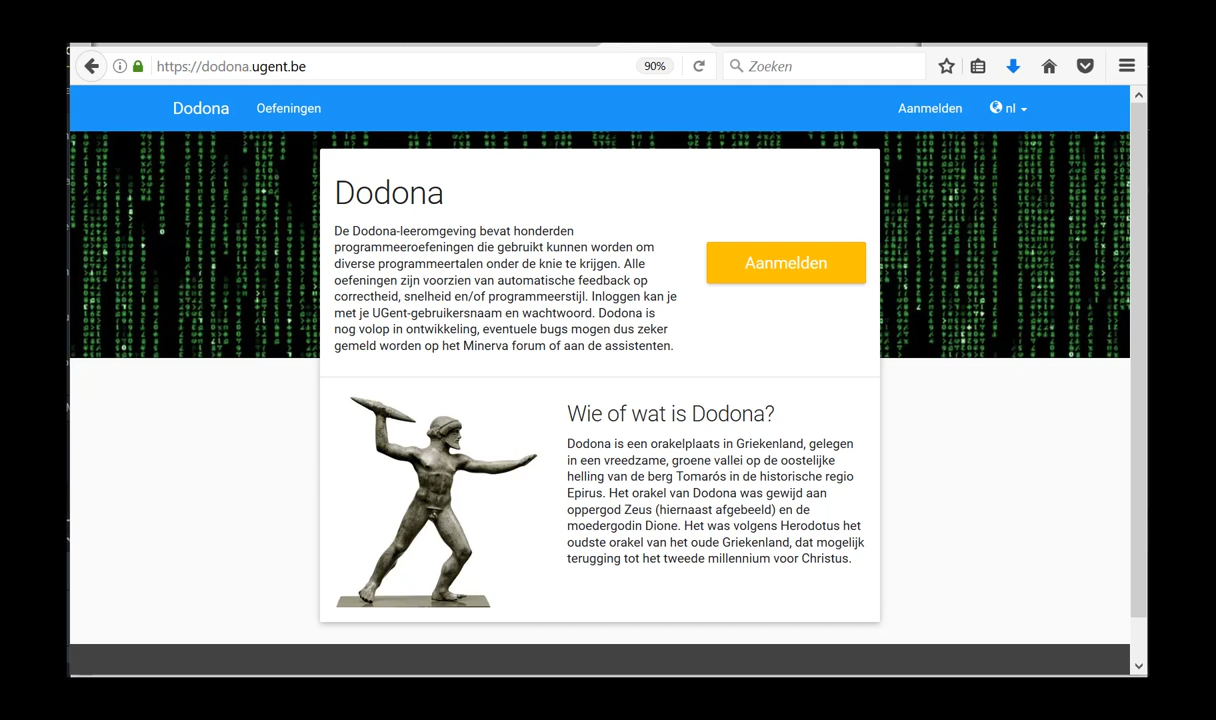 https://dodona.ugent.be
90%
Zoeken
Dodona
Oefeningen
Aanmelden
nl
Dodona
De Dodona-leeromgeving bevat honderden
programmeeroefeningen die gebruikt kunnen worden om
diverse programmeertalen onder de knie te krijgen. Alle
oefeningen zijn voorzien van automatische feedback op
correctheid, snelheid en/of programmeerstijl. Inloggen kan je
met je UGent-gebruikersnaam en wachtwoord. Dodona is
nog volop in ontwikkeling, eventuele bugs mogen dus zeker
gemeld worden op het Minerva forum of aan de assistenten.
Aanmelden
Wie of wat is Dodona?
Dodona is een orakelplaats in Griekenland, gelegen
in een vreedzame, groene vallei op de oostelijke
helling van de berg Tomarós in de historische regio
Epirus. Het orakel van Dodona was gewijd aan
oppergod Zeus (hiernaast afgebeeld) en de
moedergodin Dione. Het was volgens Herodotus het
oudste orakel van het oude Griekenland, dat mogelijk
terugging tot het tweede millennium voor Christus.